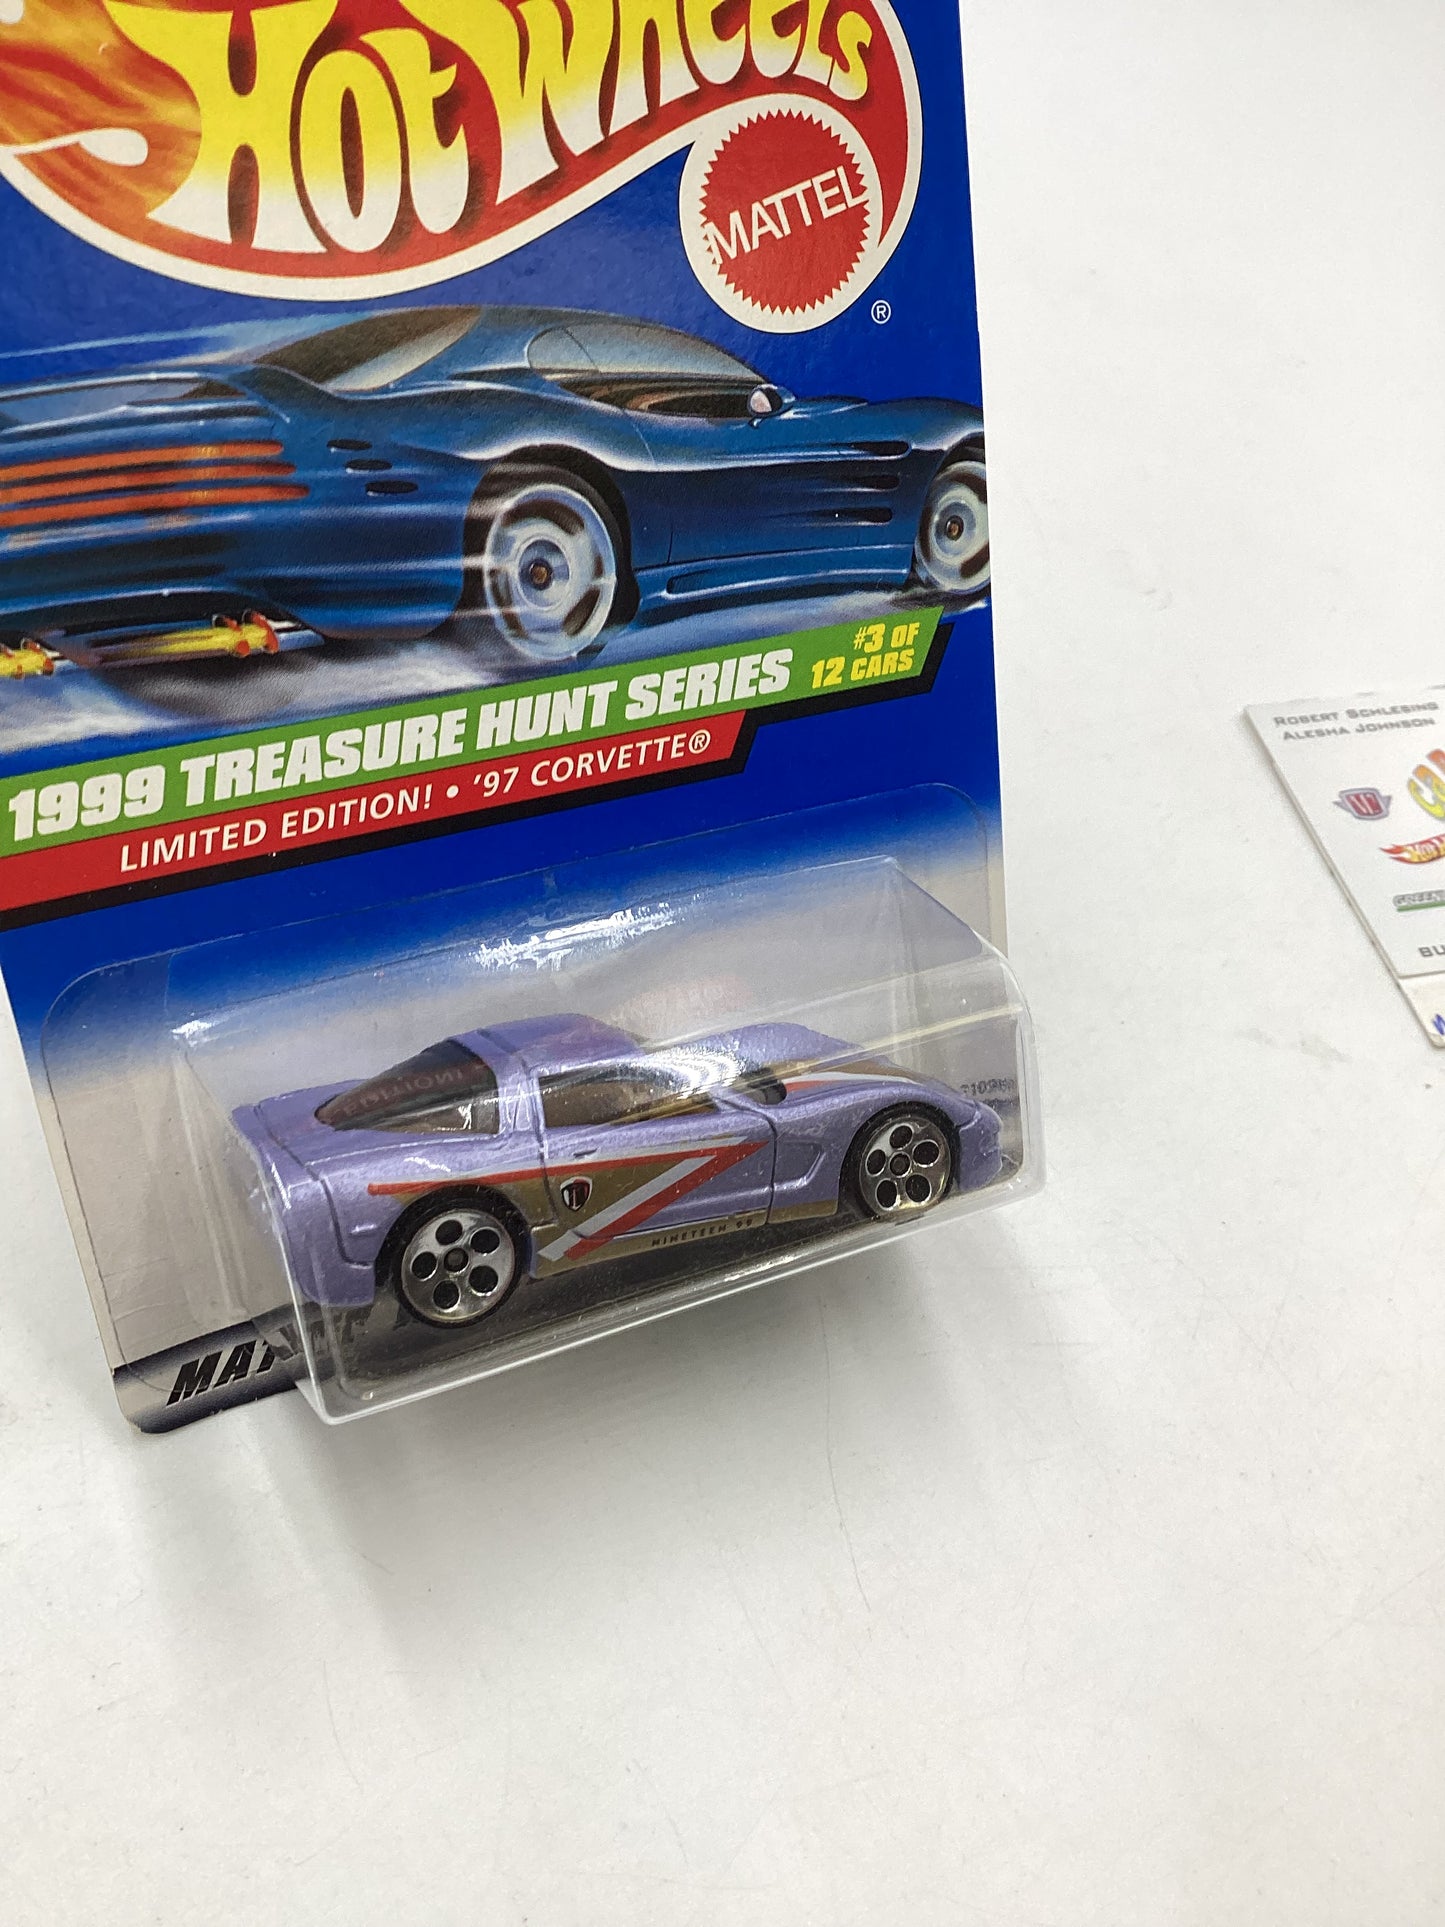 Hot Wheels
MATTEL
®
#3 OF
12 CARS
1999 TREASURE HUNT SERIES
LIMITED EDITION! • '97 CORVETTE®
NINETEEN 99
ROBERT SCHLESING
ALESHA JOHNSON